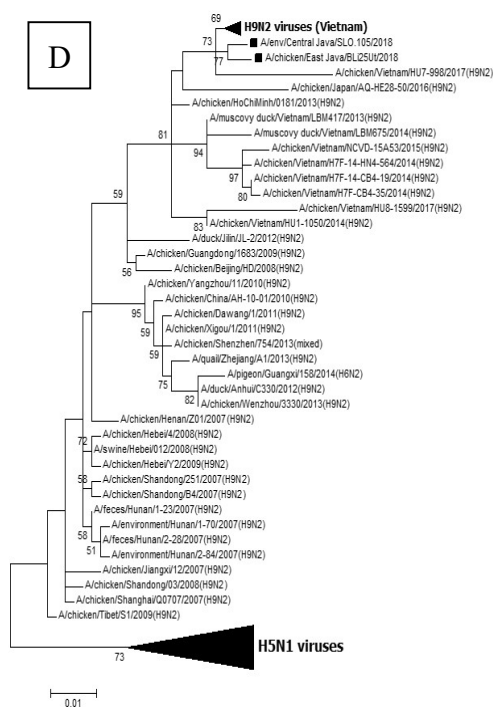 D
69
H9N2 viruses (Vietnam)
73
A/env/Central Java/SLO.105/2018
77
A/chicken/East Java/BLi25Ut/2018
A/chicken/Vietnam/HU7-998/2017(H9N2)
A/chicken/Japan/AQ-HE28-50/2016(H9N2)
A/chicken/HoChiMinh/0181/2013(H9N2)
A/muscovy duck/Vietnam/LBM417/2013(H9N2)
81
A/muscovy duck/Vietnam/LBM675/2014(H9N2)
94
A/chicken/Vietnam/NCVD-15A53/2015(H9N2)
A/chicken/Vietnam/H7F-14-HN4-564/2014(H9N2)
97
A/chicken/Vietnam/H7F-14-CB4-19/2014(H9N2)
80
A/chicken/Vietnam/H7F-CB4-35/2014(H9N2)
59
A/chicken/Vietnam/HU8-1599/2017(H9N2)
83
A/chicken/Vietnam/HU1-1050/2014(H9N2)
A/duck/Jilin/JL-2/2012(H9N2)
A/chicken/Guangdong/1683/2009(H9N2)
56
A/chicken/Beijing/HD/2008(H9N2)
A/chicken/Yangzhou/11/2010(H9N2)
A/chicken/China/AH-10-01/2010(H9N2)
95
A/chicken/Dawang/1/2011(H9N2)
59
A/chicken/Xigou/1/2011(H9N2)
A/chicken/Shenzhen/754/2013(mixed)
59
A/quail/Zhejiang/A1/2013(H9N2)
A/pigeon/Guangxi/158/2014(H6N2)
75
A/duck/Anhui/C330/2012(H9N2)
82
A/chicken/Wenzhou/3330/2013(H9N2)
A/chicken/Henan/Z01/2007(H9N2)
A/chicken/Hebei/4/2008(H9N2)
72
A/swine/Hebei/012/2008(H9N2)
A/chicken/Hebei/Y2/2009(H9N2)
A/chicken/Shandong/251/2007(H9N2)
A/chicken/Shandong/B4/2007(H9N2)
A/feces/Hunan/1-23/2007(H9N2)
A/environment/Hunan/1-70/2007(H9N2)
58
A/feces/Hunan/2-28/2007(H9N2)
51
A/environment/Hunan/2-84/2007(H9N2)
A/chicken/Jiangxi/12/2007(H9N2)
A/chicken/Shandong/03/2008(H9N2)
A/chicken/Shanghai/Q0707/2007(H9N2)
A/chicken/Tibet/S1/2009(H9N2)
H5N1 viruses
73
0.01